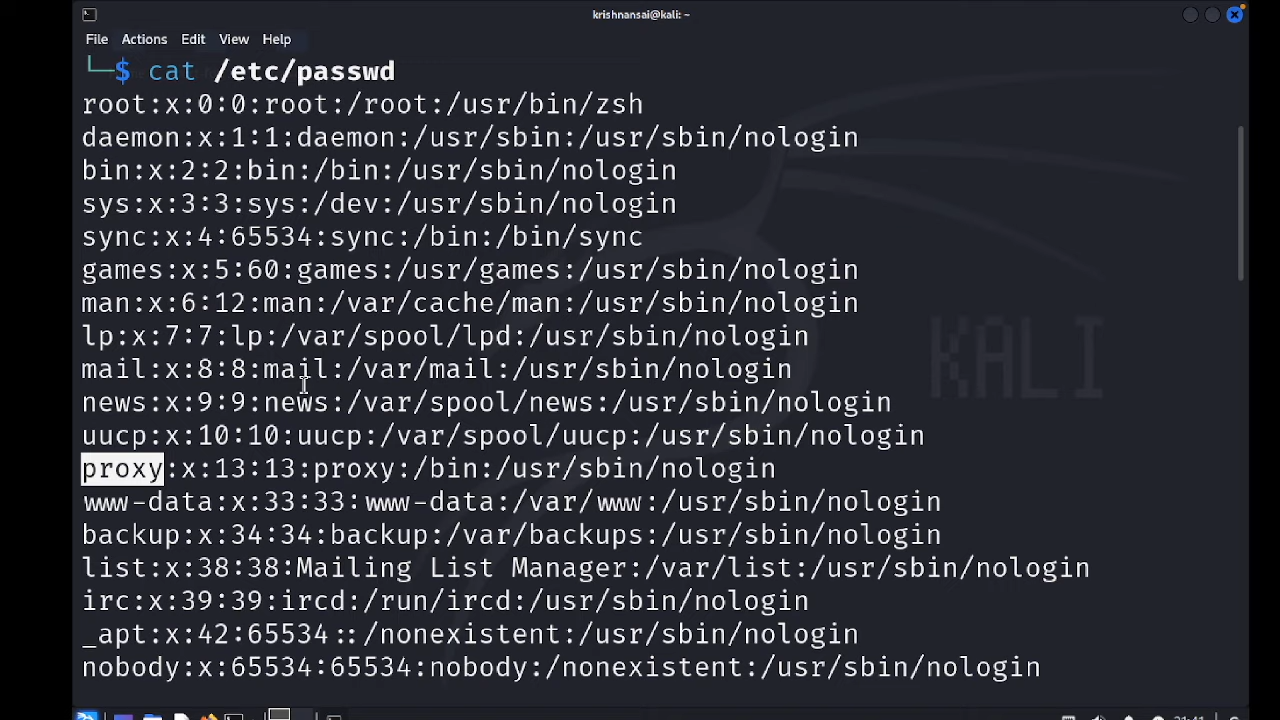 krishnansai@kali: ~
File Actions Edit View Help
└─$ cat /etc/passwd
root:x:0:0:root:/root:/usr/bin/zsh
daemon:x:1:1:daemon:/usr/sbin:/usr/sbin/nologin
bin:x:2:2:bin:/bin:/usr/sbin/nologin
sys:x:3:3:sys:/dev:/usr/sbin/nologin
sync:x:4:65534:sync:/bin:/bin/sync
games:x:5:60:games:/usr/games:/usr/sbin/nologin
man:x:6:12:man:/var/cache/man:/usr/sbin/nologin
lp:x:7:7:lp:/var/spool/lpd:/usr/sbin/nologin
mail:x:8:8:mail:/var/mail:/usr/sbin/nologin
news:x:9:9:news:/var/spool/news:/usr/sbin/nologin
uucp:x:10:10:uucp:/var/spool/uucp:/usr/sbin/nologin
proxy:x:13:13:proxy:/bin:/usr/sbin/nologin
www-data:x:33:33:www-data:/var/www:/usr/sbin/nologin
backup:x:34:34:backup:/var/backups:/usr/sbin/nologin
list:x:38:38:Mailing List Manager:/var/list:/usr/sbin/nologin
irc:x:39:39:ircd:/run/ircd:/usr/sbin/nologin
_apt:x:42:65534::/nonexistent:/usr/sbin/nologin
nobody:x:65534:65534:nobody:/nonexistent:/usr/sbin/nologin
KALI